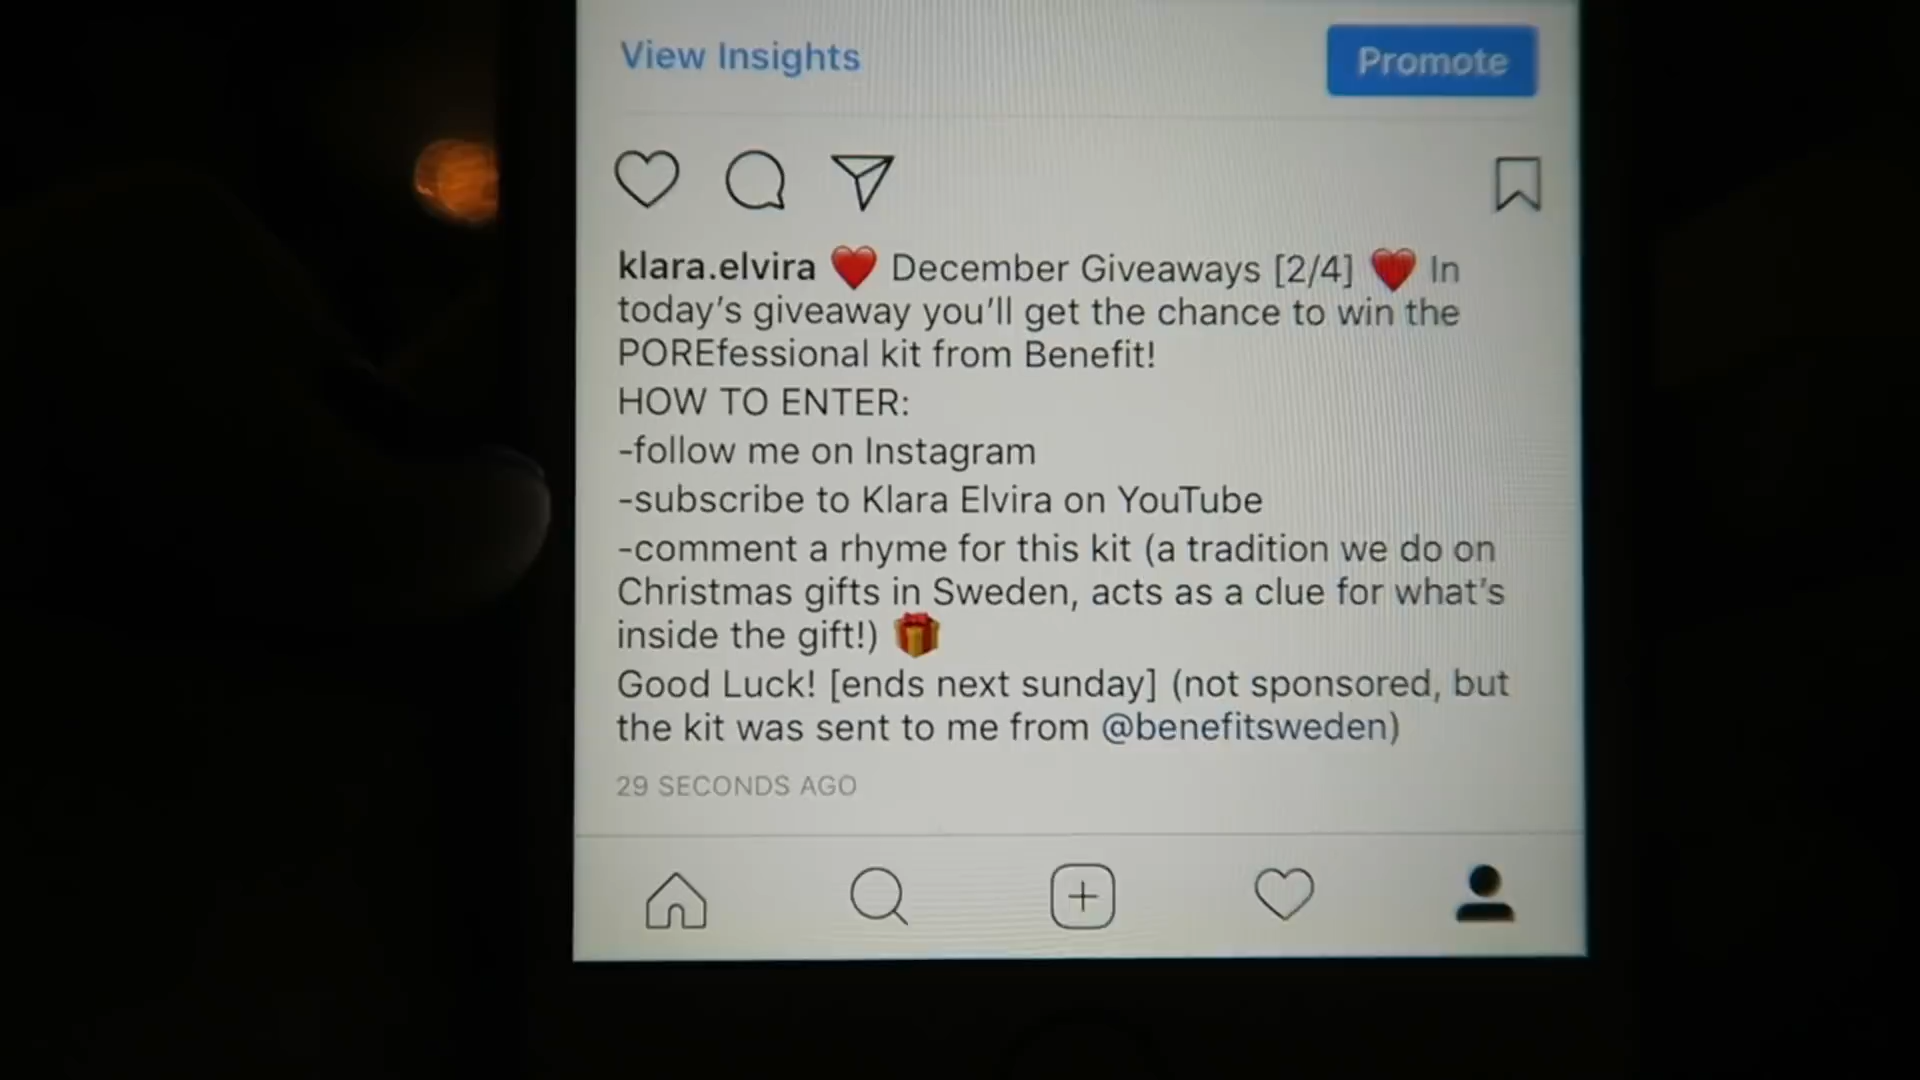 View Insights
Promote
klara.elvira ❤️ December Giveaways [2/4] ❤️ In
today's giveaway you'll get the chance to win the
POREfessional kit from Benefit!
HOW TO ENTER:
-follow me on Instagram
-subscribe to Klara Elvira on YouTube
-comment a rhyme for this kit (a tradition we do on
Christmas gifts in Sweden, acts as a clue for what's
inside the gift!) 🎁
Good Luck! [ends next sunday] (not sponsored, but
the kit was sent to me from @benefitsweden)
29 SECONDS AGO